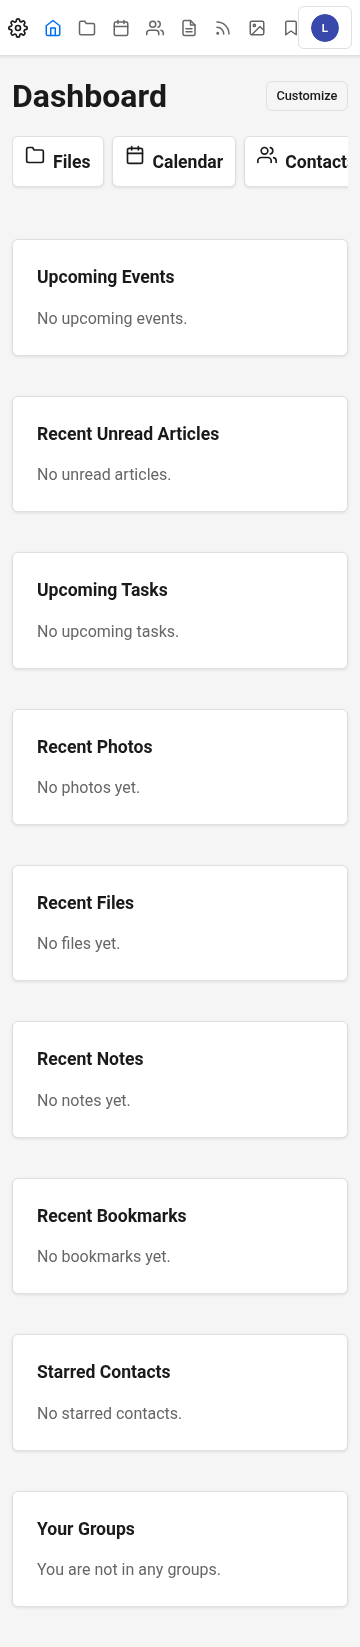 L
Dashboard
Customize
Files
Calendar
Contact
Upcoming Events
No upcoming events.
Recent Unread Articles
No unread articles.
Upcoming Tasks
No upcoming tasks.
Recent Photos
No photos yet.
Recent Files
No files yet.
Recent Notes
No notes yet.
Recent Bookmarks
No bookmarks yet.
Starred Contacts
No starred contacts.
Your Groups
You are not in any groups.